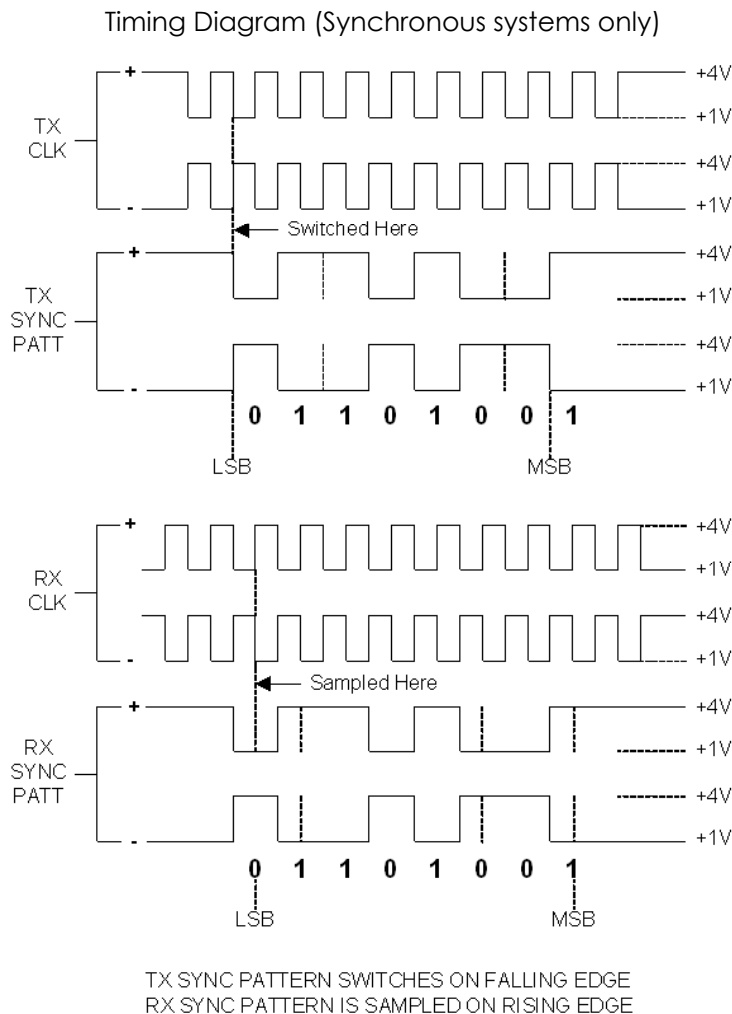 Timing Diagram (Synchronous systems only)
+
+4V
TX
CLK
+1V
+4V
-
+1V
Switched Here
+
+4V
TX
SYNC
PATT
+1V
+4V
-
+1V
0 1 1 0 1 0 0 1
LSB MSB
+
+4V
RX
CLK
+1V
+4V
-
+1V
Sampled Here
+
+4V
RX
SYNC
PATT
+1V
+4V
-
+1V
0 1 1 0 1 0 0 1
LSB MSB
TX SYNC PATTERN SWITCHES ON FALLING EDGE
RX SYNC PATTERN IS SAMPLED ON RISING EDGE